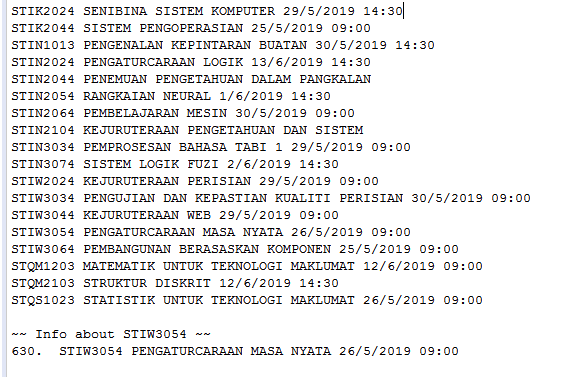 STIK2024 SENIBINA SISTEM KOMPUTER 29/5/2019 14:30
STIK2044 SISTEM PENGOPERASIAN 25/5/2019 09:00
STIN1013 PENGENALAN KEPINTARAN BUATAN 30/5/2019 14:30
STIN2024 PENGATURCARAAN LOGIK 13/6/2019 14:30
STIN2044 PENEMUAN PENGETAHUAN DALAM PANGKALAN
STIN2054 RANGKAIAN NEURAL 1/6/2019 14:30
STIN2064 PEMBELAJARAN MESIN 30/5/2019 09:00
STIN2104 KEJURUTERAAN PENGETAHUAN DAN SISTEM
STIN3034 PEMPROSESAN BAHASA TABI 1 29/5/2019 09:00
STIN3074 SISTEM LOGIK FUZI 2/6/2019 14:30
STIW2024 KEJURUTERAAN PERISIAN 29/5/2019 09:00
STIW3034 PENGUJIAN DAN KEPASTIAN KUALITI PERISIAN 30/5/2019 09:00
STIW3044 KEJURUTERAAN WEB 29/5/2019 09:00
STIW3054 PENGATURCARAAN MASA NYATA 26/5/2019 09:00
STIW3064 PEMBANGUNAN BERASASKAN KOMPONEN 25/5/2019 09:00
STQM1203 MATEMATIK UNTUK TEKNOLOGI MAKLUMAT 12/6/2019 09:00
STQM2103 STRUKTUR DISKRIT 12/6/2019 14:30
STQS1023 STATISTIK UNTUK TEKNOLOGI MAKLUMAT 26/5/2019 09:00
~~ Info about STIW3054 ~~
630.  STIW3054 PENGATURCARAAN MASA NYATA 26/5/2019 09:00